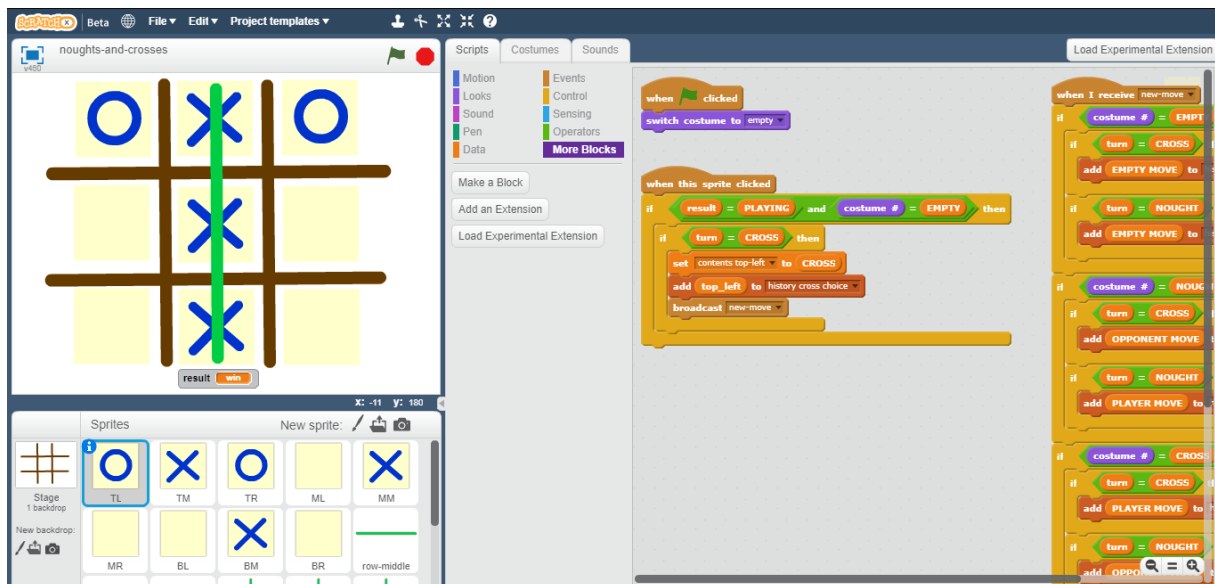 SCRATCHX Beta File Edit Project templates
v460 noughts-and-crosses
result win
x: -11 y: 180
Sprites New sprite:
Stage
1 backdrop
New backdrop:
TL TM TR ML MM
MR BL BM BR row-middle
Scripts Costumes Sounds
Load Experimental Extension
Motion Events
Looks Control
Sound Sensing
Pen Operators
Data More Blocks
Make a Block
Add an Extension
Load Experimental Extension
when clicked
switch costume to empty
when this sprite clicked
if result = PLAYING and costume # = EMPTY then
if turn = CROSS then
set contents top-left to CROSS
add top_left to history cross choice
broadcast new-move
when I receive new-move
if costume # = EMPT
if turn = CROSS
add EMPTY MOVE to
if turn = NOUGHT
add EMPTY MOVE to
if costume # = NOUG
if turn = CROSS
add OPPONENT MOVE
if turn = NOUGHT
add PLAYER MOVE to
if costume # = CROSS
if turn = CROSS
add PLAYER MOVE to
if turn = NOUGHT
add OPPO